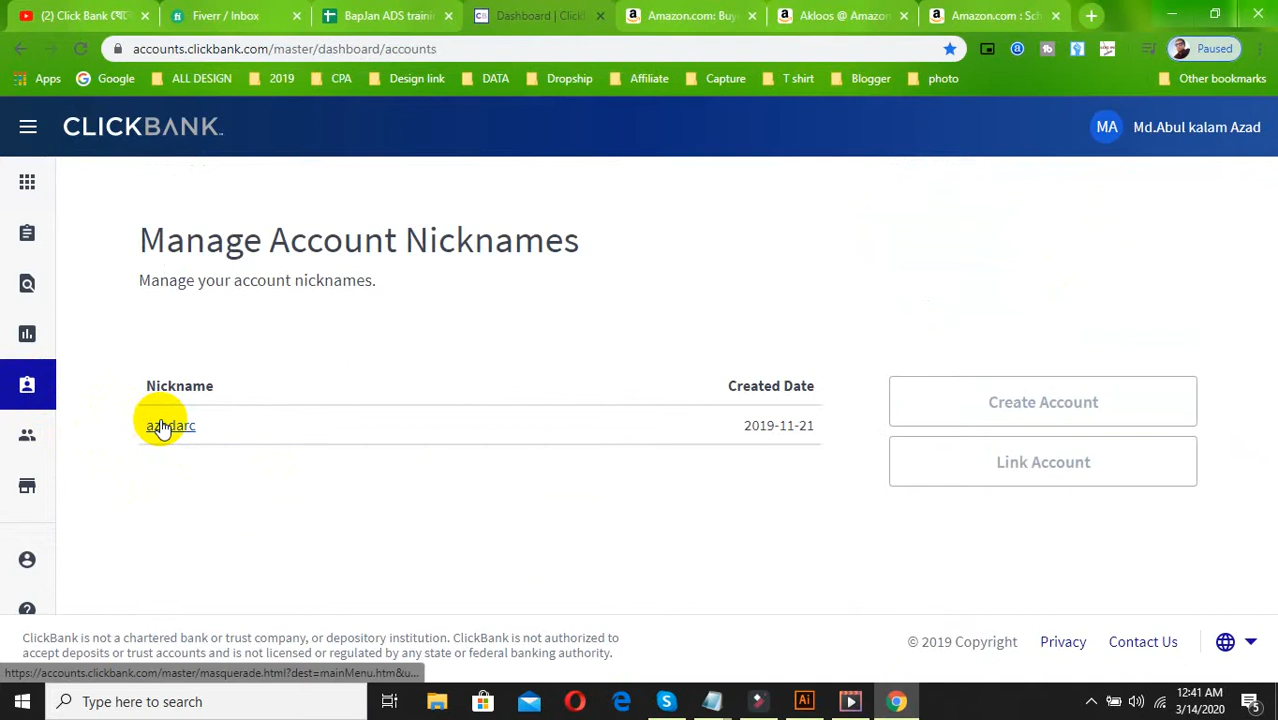 Click Bank
Fiverr / Inbox
BapJan ADS traini
Dashboard | Click
Amazon.com: Buy
Akloos @ Amazon
Amazon.com : Sc
accounts.clickbank.com/master/dashboard/accounts
Paused
Apps
Google
ALL DESIGN
2019
CPA
Design link
DATA
Dropship
Affiliate
Capture
T shirt
Blogger
photo
Other bookmarks
CLICKBANK
MA
Md.Abul kalam Azad
Manage Account Nicknames
Manage your account nicknames.
Nickname
Created Date
Create Account
2019-11-21
Link Account
ClickBank is not a chartered bank or trust company, or depository institution. ClickBank is not authorized to
accept deposits or trust accounts and is not licensed or regulated by any state or federal banking authority.
© 2019 Copyright
Privacy
Contact Us
https://accounts.clickbank.com/master/masquerade.html?dest=mainMenu.htm&u...
Type here to search
12:41 AM
3/14/2020
5